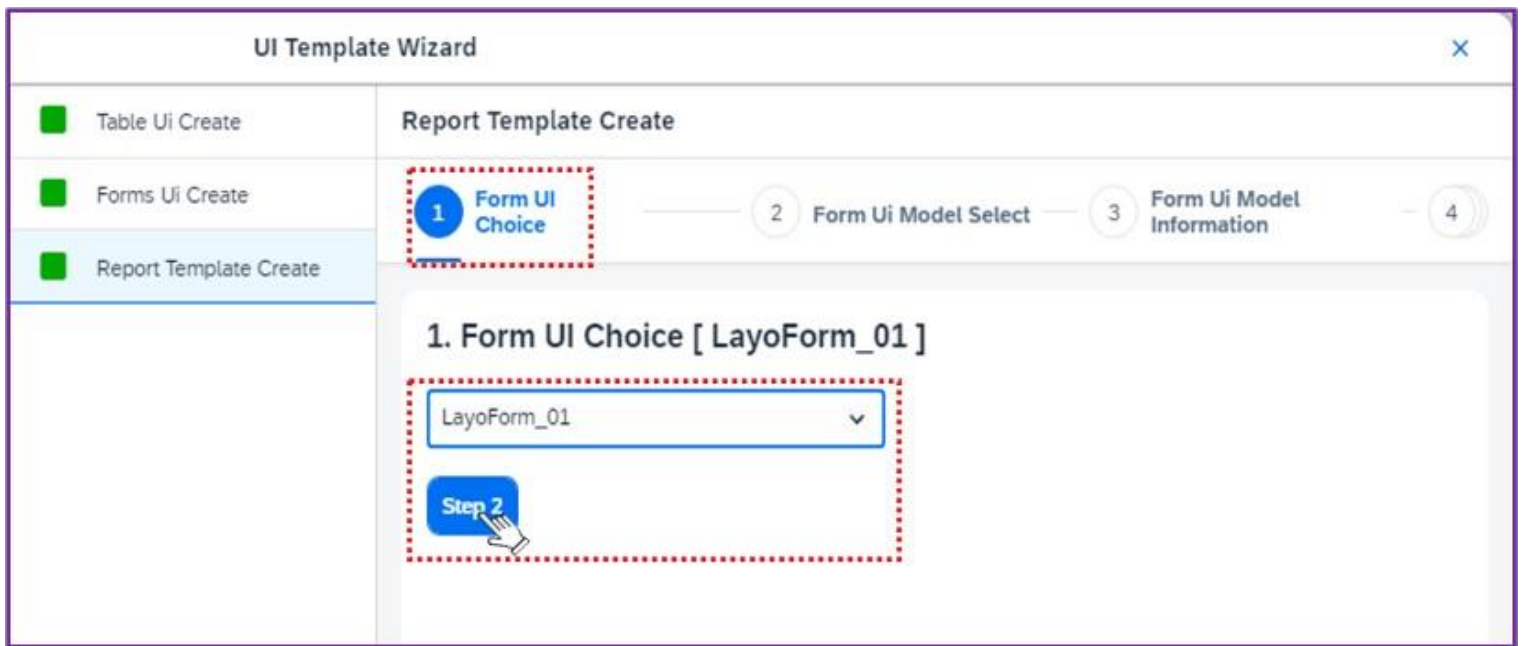 UI Template Wizard
Table Ui Create
Forms Ui Create
Report Template Create
Report Template Create
1
Form UI
Choice
2
Form Ui Model Select
3
Form Ui Model
Information
4
1. Form UI Choice [ LayoForm_01 ]
LayoForm_01
Step 2